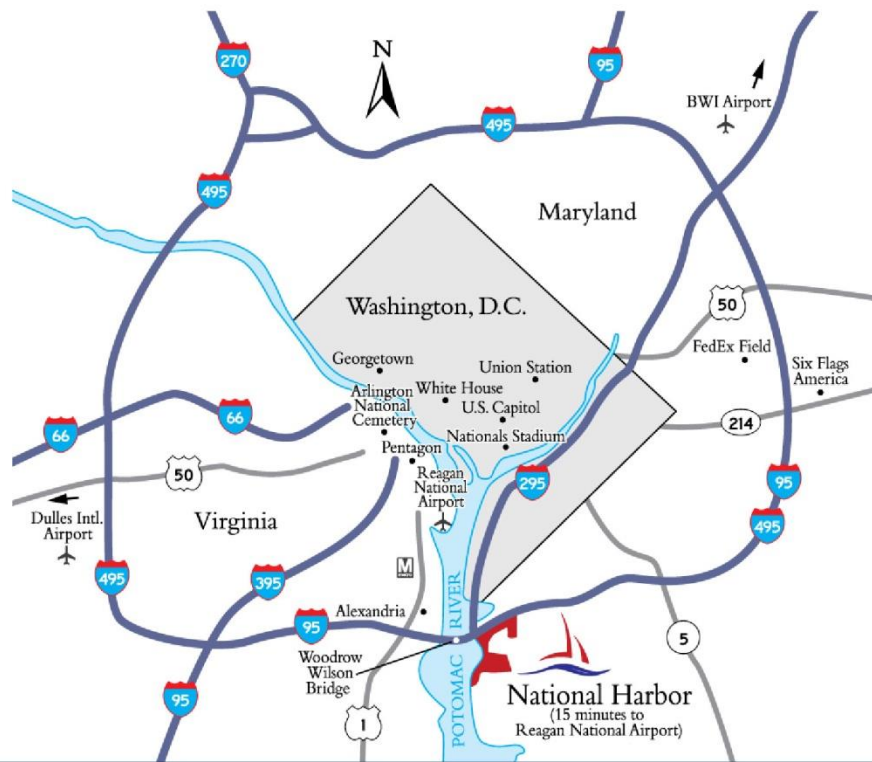 270
N
95
BWI Airport
495
495
Maryland
50
Washington, D.C.
FedEx Field
Georgetown
Union Station
Six Flags
America
Arlington
National
Cemetery
White House
U.S. Capitol
66
66
214
Nationals Stadium
Pentagon
50
Reagan
National
Airport
295
95
Dulles Intl.
Airport
Virginia
495
495
395
M
Alexandria
95
POTOMAC RIVER
5
Woodrow
Wilson
Bridge
95
National Harbor
(15 minutes to
Reagan National Airport)
1